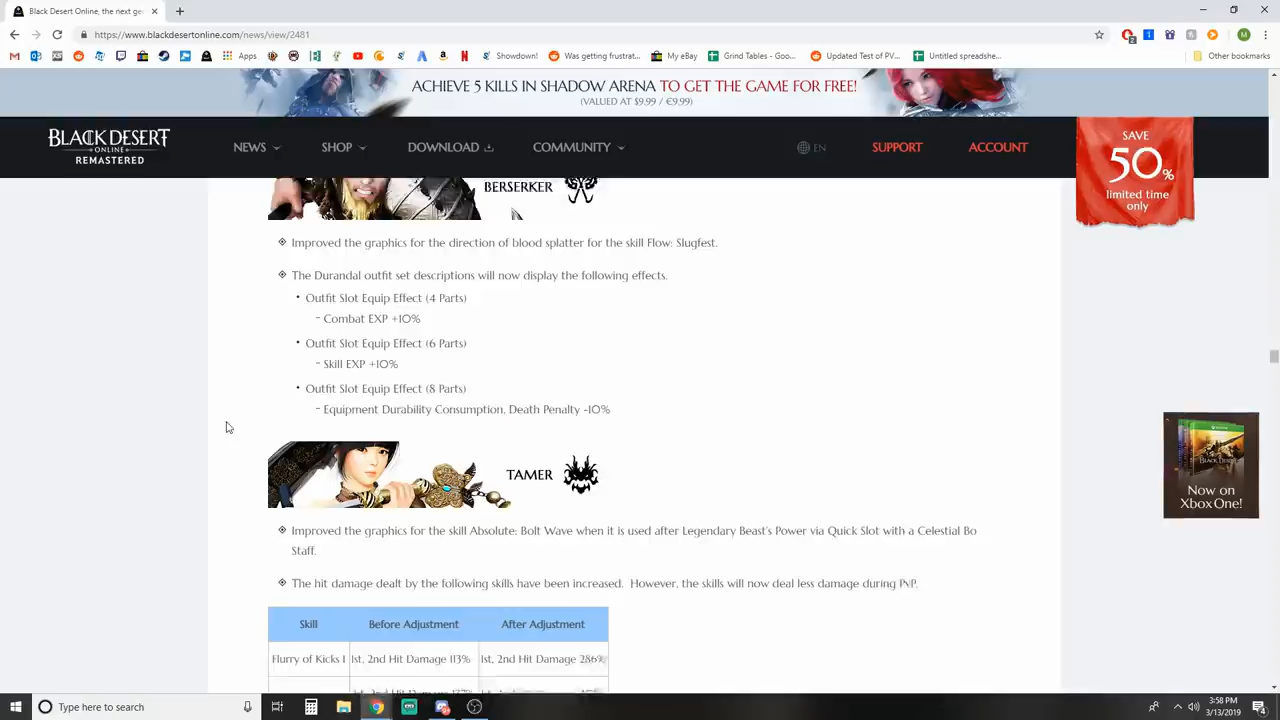 Black Desert Online, the next ge
https://www.blackdesertonline.com/news/view/2481
Apps
Showdown!
Was getting frustrat...
My eBay
Grind Tables - Goo...
Updated Test of PV...
Untitled spreadshe...
Other bookmarks
ACHIEVE 5 KILLS IN SHADOW ARENA TO GET THE GAME FOR FREE!
(VALUED AT $9.99 / €9.99)
BLACK DESERT
ONLINE
REMASTERED
NEWS
SHOP
DOWNLOAD
COMMUNITY
EN
SUPPORT
ACCOUNT
SAVE
50%
limited time
only
BERSERKER
Improved the graphics for the direction of blood splatter for the skill Flow: Slugfest.
The Durandal outfit set descriptions will now display the following effects.
• Outfit Slot Equip Effect (4 Parts)
- Combat EXP +10%
• Outfit Slot Equip Effect (6 Parts)
- Skill EXP +10%
• Outfit Slot Equip Effect (8 Parts)
- Equipment Durability Consumption, Death Penalty -10%
TAMER
Improved the graphics for the skill Absolute: Bolt Wave when it is used after Legendary Beast's Power via Quick Slot with a Celestial Bo
Staff.
The hit damage dealt by the following skills have been increased. However, the skills will now deal less damage during PvP.
Skill Before Adjustment After Adjustment
Flurry of Kicks I 1st, 2nd Hit Damage 113% 1st, 2nd Hit Damage 286%
BLACK DESERT
Now on
Xbox One!
Type here to search
3:58 PM
3/13/2019